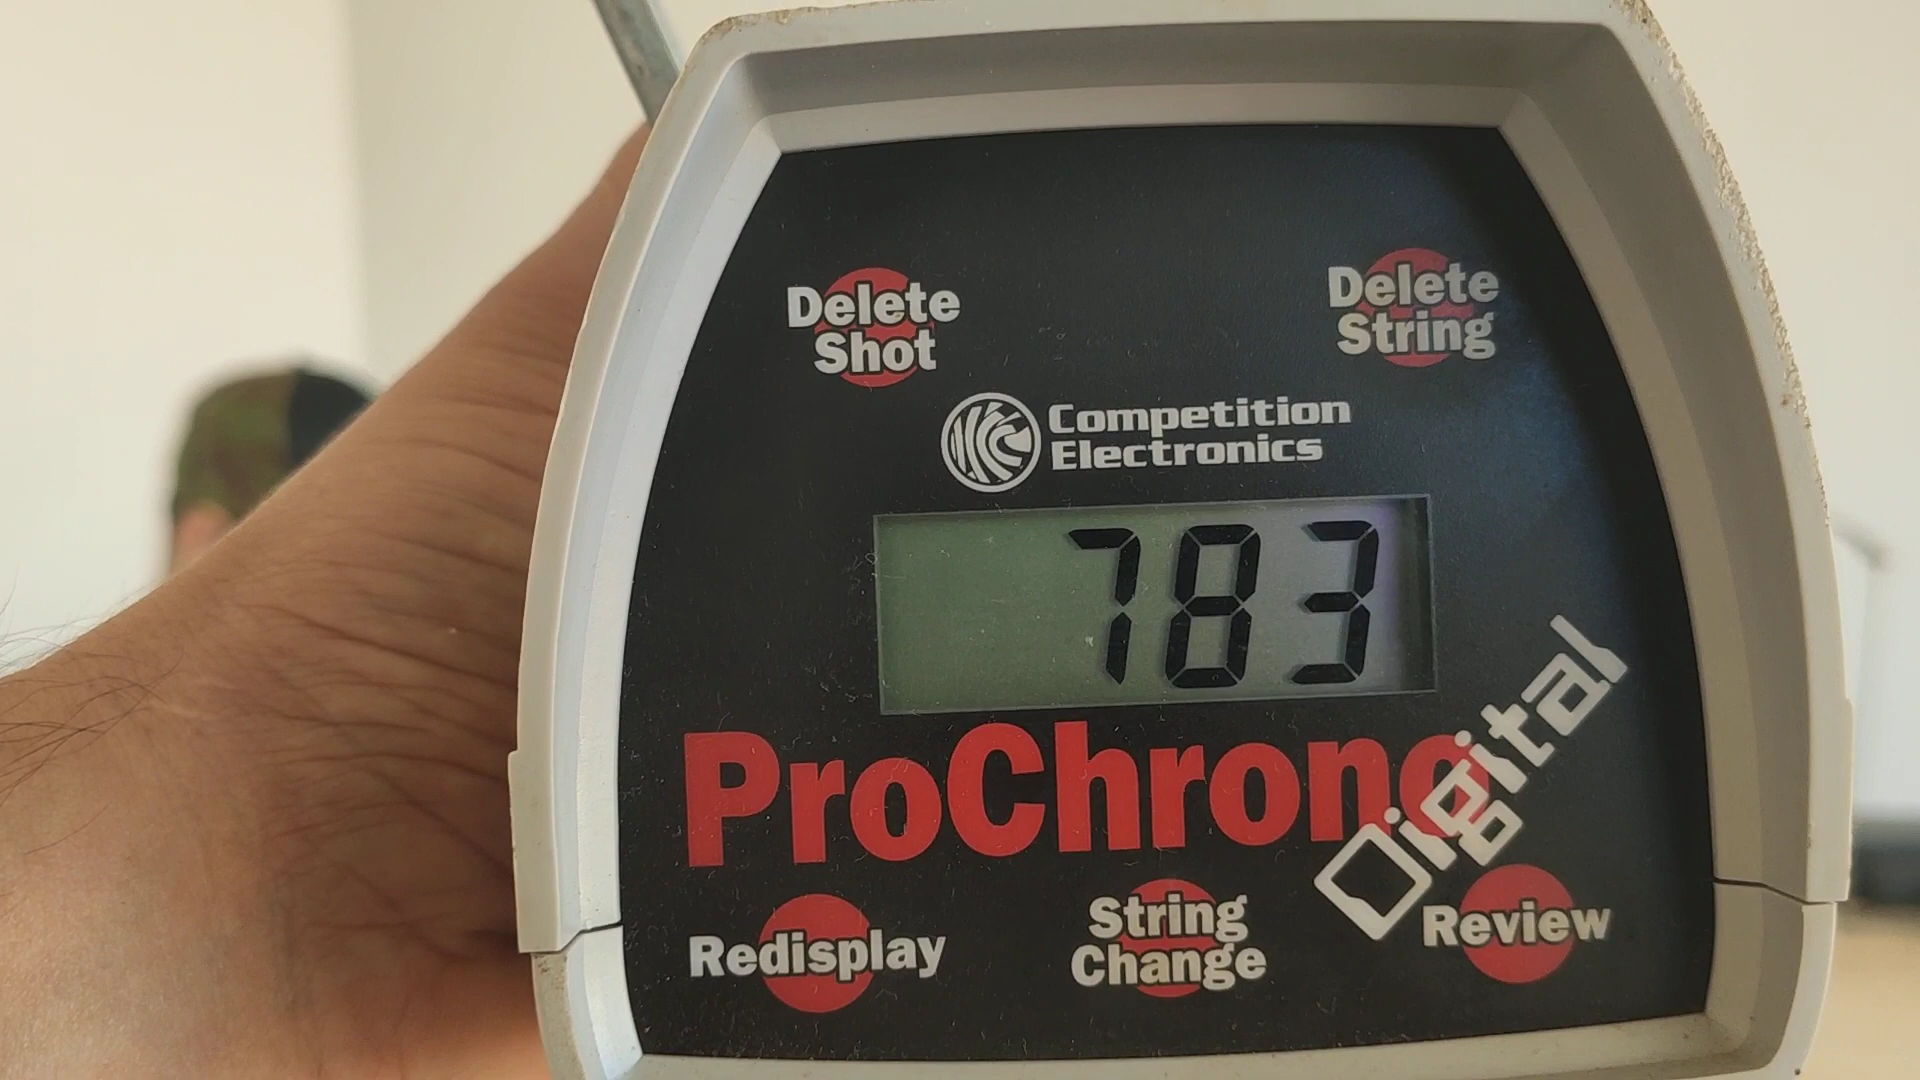 Delete
Shot
Delete
String
Competition
Electronics
783
ProChrono
Digital
Redisplay
String
Change
Review